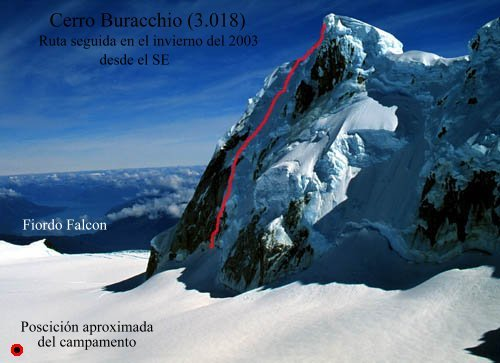 Cerro Buracchio (3.018)
Ruta seguida en el invierno del 2003
desde el SE
Fiordo Falcon
Poscición aproximada
del campamento